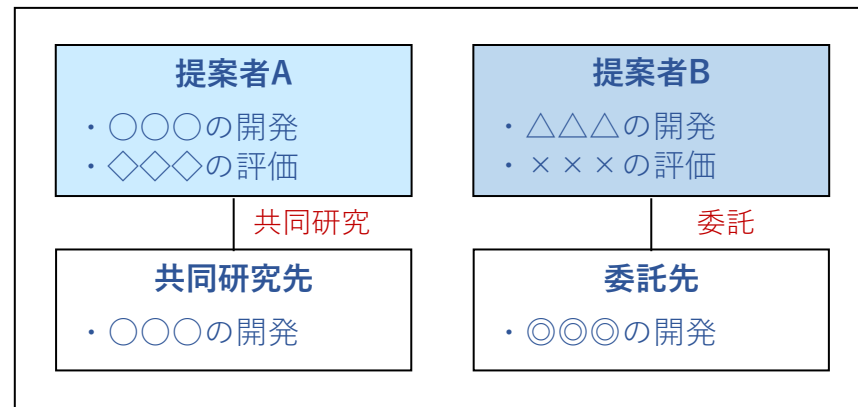 提案者A
・○○○の開発
・◇◇◇の評価
共同研究
共同研究先
・○○○の開発
提案者B
・△△△の開発
・×××の評価
委託
委託先
・◎◎◎の開発